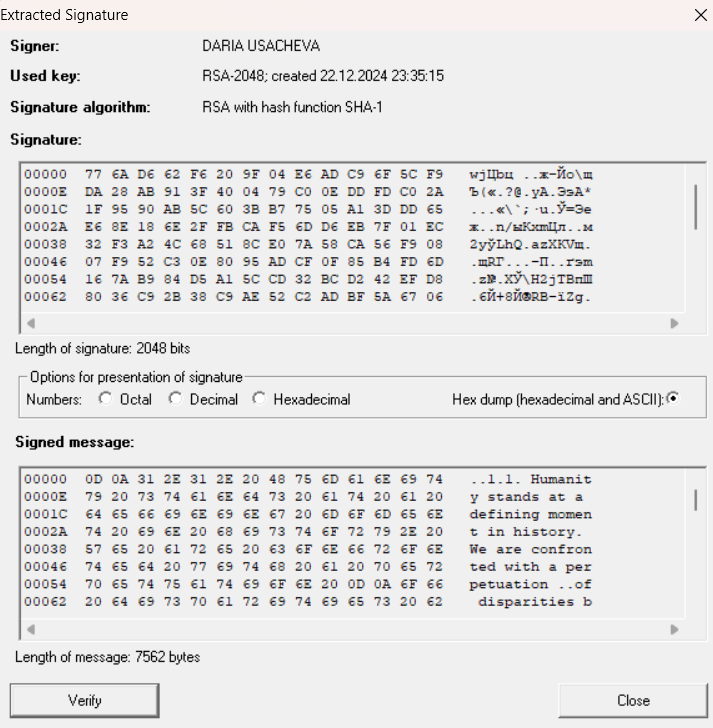 Extracted Signature
Signer: DARIA USACHEVA
Used key: RSA-2048; created 22.12.2024 23:35:15
Signature algorithm: RSA with hash function SHA-1
Signature:
00000 77 6A D6 62 F6 20 9F 04 E6 AD C9 6F 5C F9 wjЦbц ..ж-Йo\щ
0000E DA 28 AB 91 3F 40 04 79 C0 0E DD FD C0 2A Ъ(«.?@.yА.ЭэА*
0001C 1F 95 90 AB 5C 60 3B B7 75 05 A1 3D DD 65 ...«\`;·u.Ў=Эe
0002A E6 8E 18 6E 2F FB CA F5 6D D6 EB 7F 01 EC ж..n/ыКхmЦл..м
00038 32 F3 A2 4C 68 51 8C E0 7A 58 CA 56 F9 08 2уўLhQ.аzXКVщ.
00046 07 F9 52 C3 0E 80 95 AD CF 0F 85 B4 FD 6D .щRГ...-П..ґэm
00054 16 7A B9 84 D5 A1 5C CD 32 BC D2 42 EF D8 .z№.ХЎ\Н2јТBпШ
00062 80 36 C9 2B 38 C9 AE 52 C2 AD BF 5A 67 06 .6Й+8Й®RВ-їZg.
Length of signature: 2048 bits
Options for presentation of signature
Numbers: Octal Decimal Hexadecimal Hex dump (hexadecimal and ASCII):
Signed message:
00000 0D 0A 31 2E 31 2E 20 48 75 6D 61 6E 69 74 ..1.1. Humanit
0000E 79 20 73 74 61 6E 64 73 20 61 74 20 61 20 y stands at a
0001C 64 65 66 69 6E 69 6E 67 20 6D 6F 6D 65 6E defining momen
0002A 74 20 69 6E 20 68 69 73 74 6F 72 79 2E 20 t in history.
00038 57 65 20 61 72 65 20 63 6F 6E 66 72 6F 6E We are confron
00046 74 65 64 20 77 69 74 68 20 61 20 70 65 72 ted with a per
00054 70 65 74 75 61 74 69 6F 6E 20 0D 0A 6F 66 petuation ..of
00062 20 64 69 73 70 61 72 69 74 69 65 73 20 62 disparities b
Length of message: 7562 bytes
Verify Close